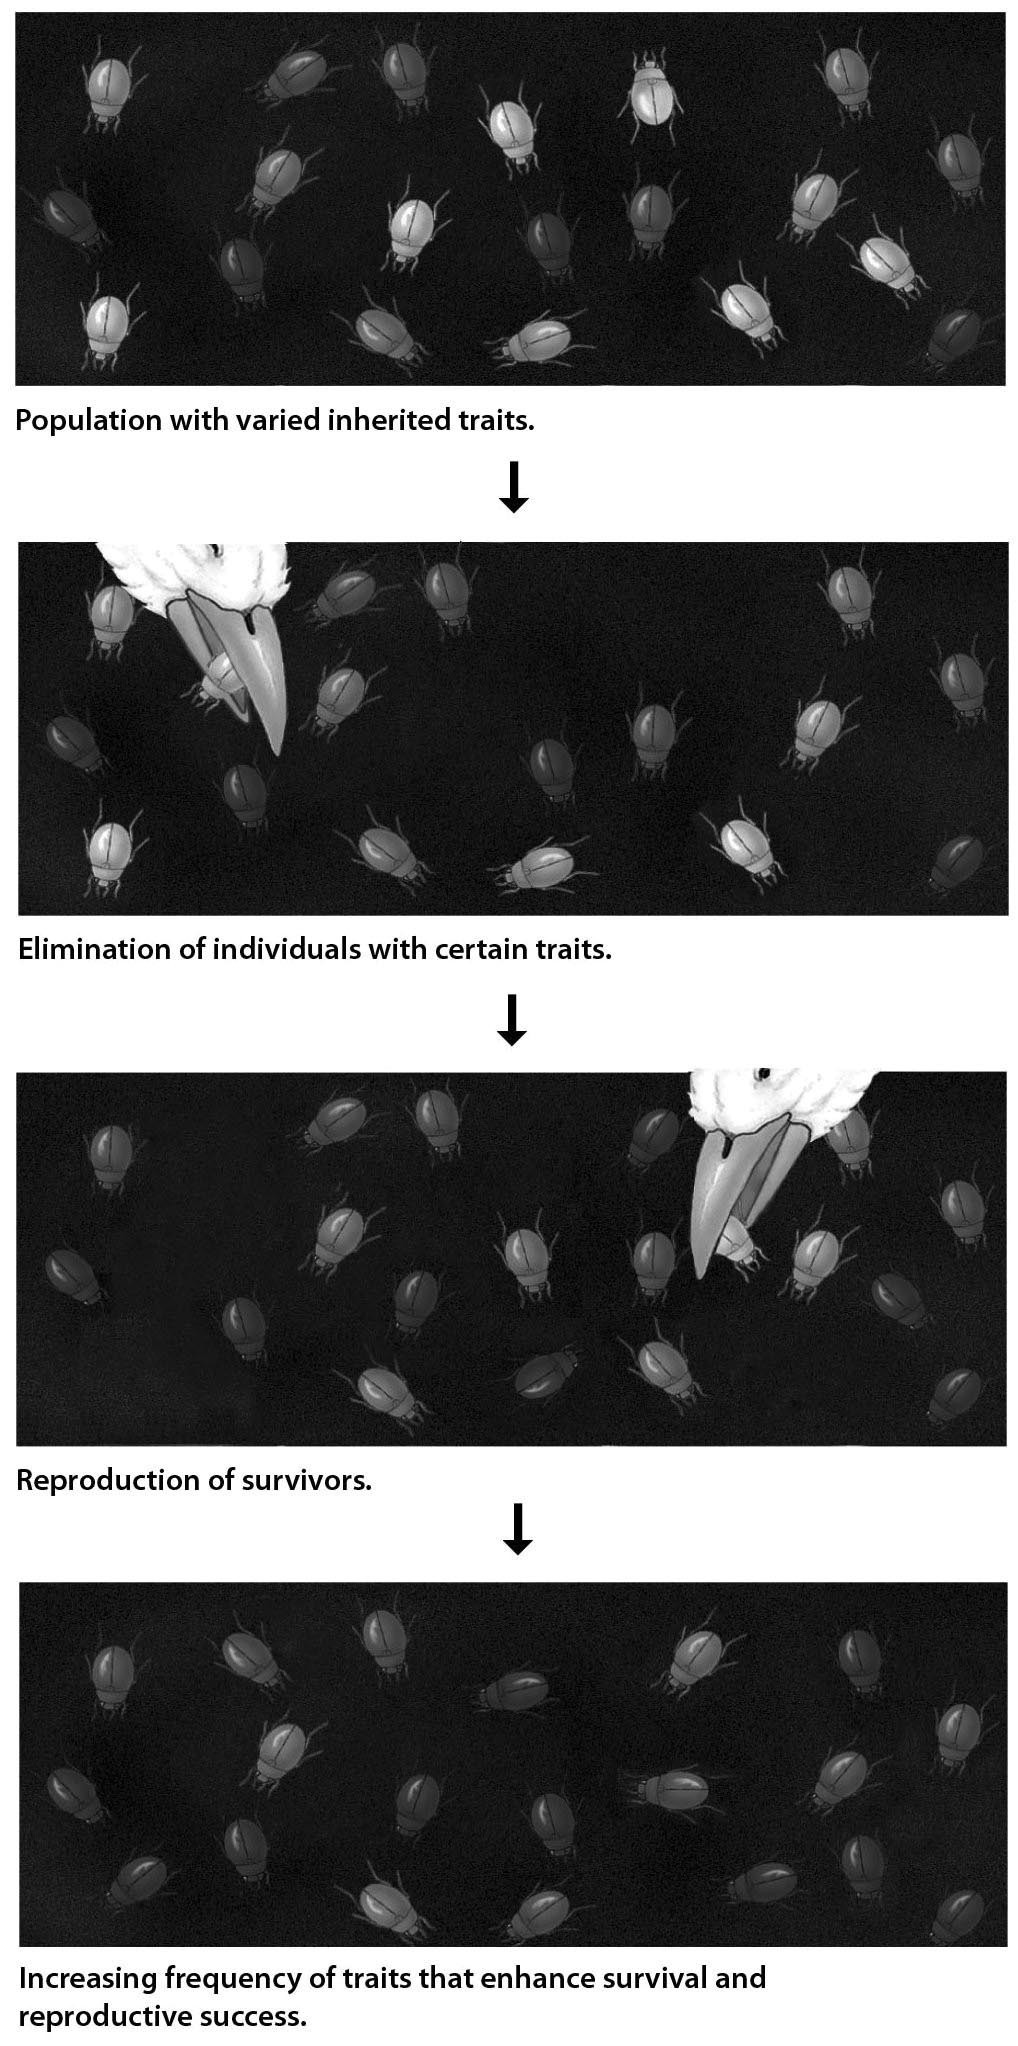 Population with varied inherited traits.
Elimination of individuals with certain traits.
Reproduction of survivors.
Increasing frequency of traits that enhance survival and
reproductive success.